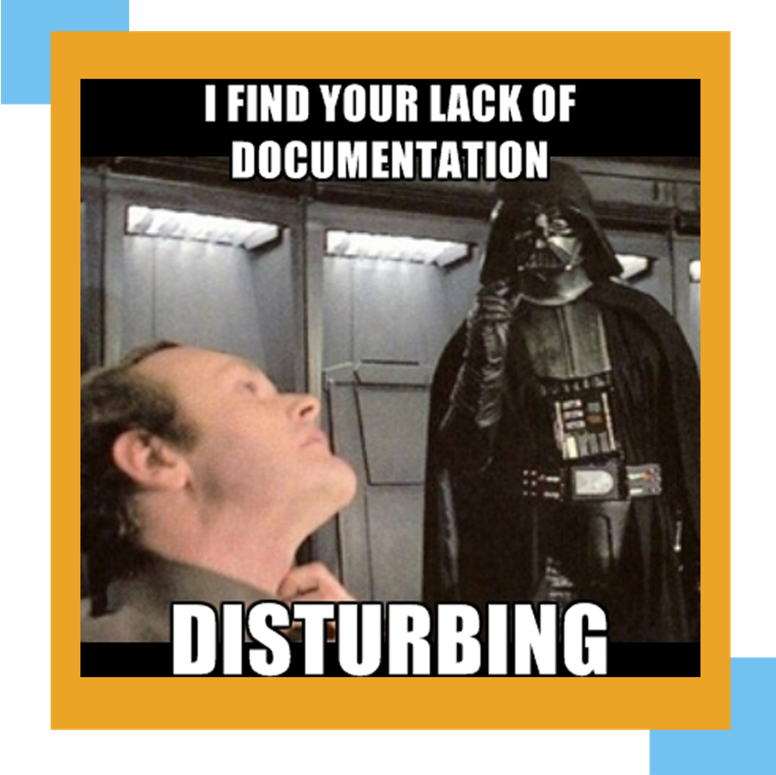 I FIND YOUR LACK OF
DOCUMENTATION
DISTURBING